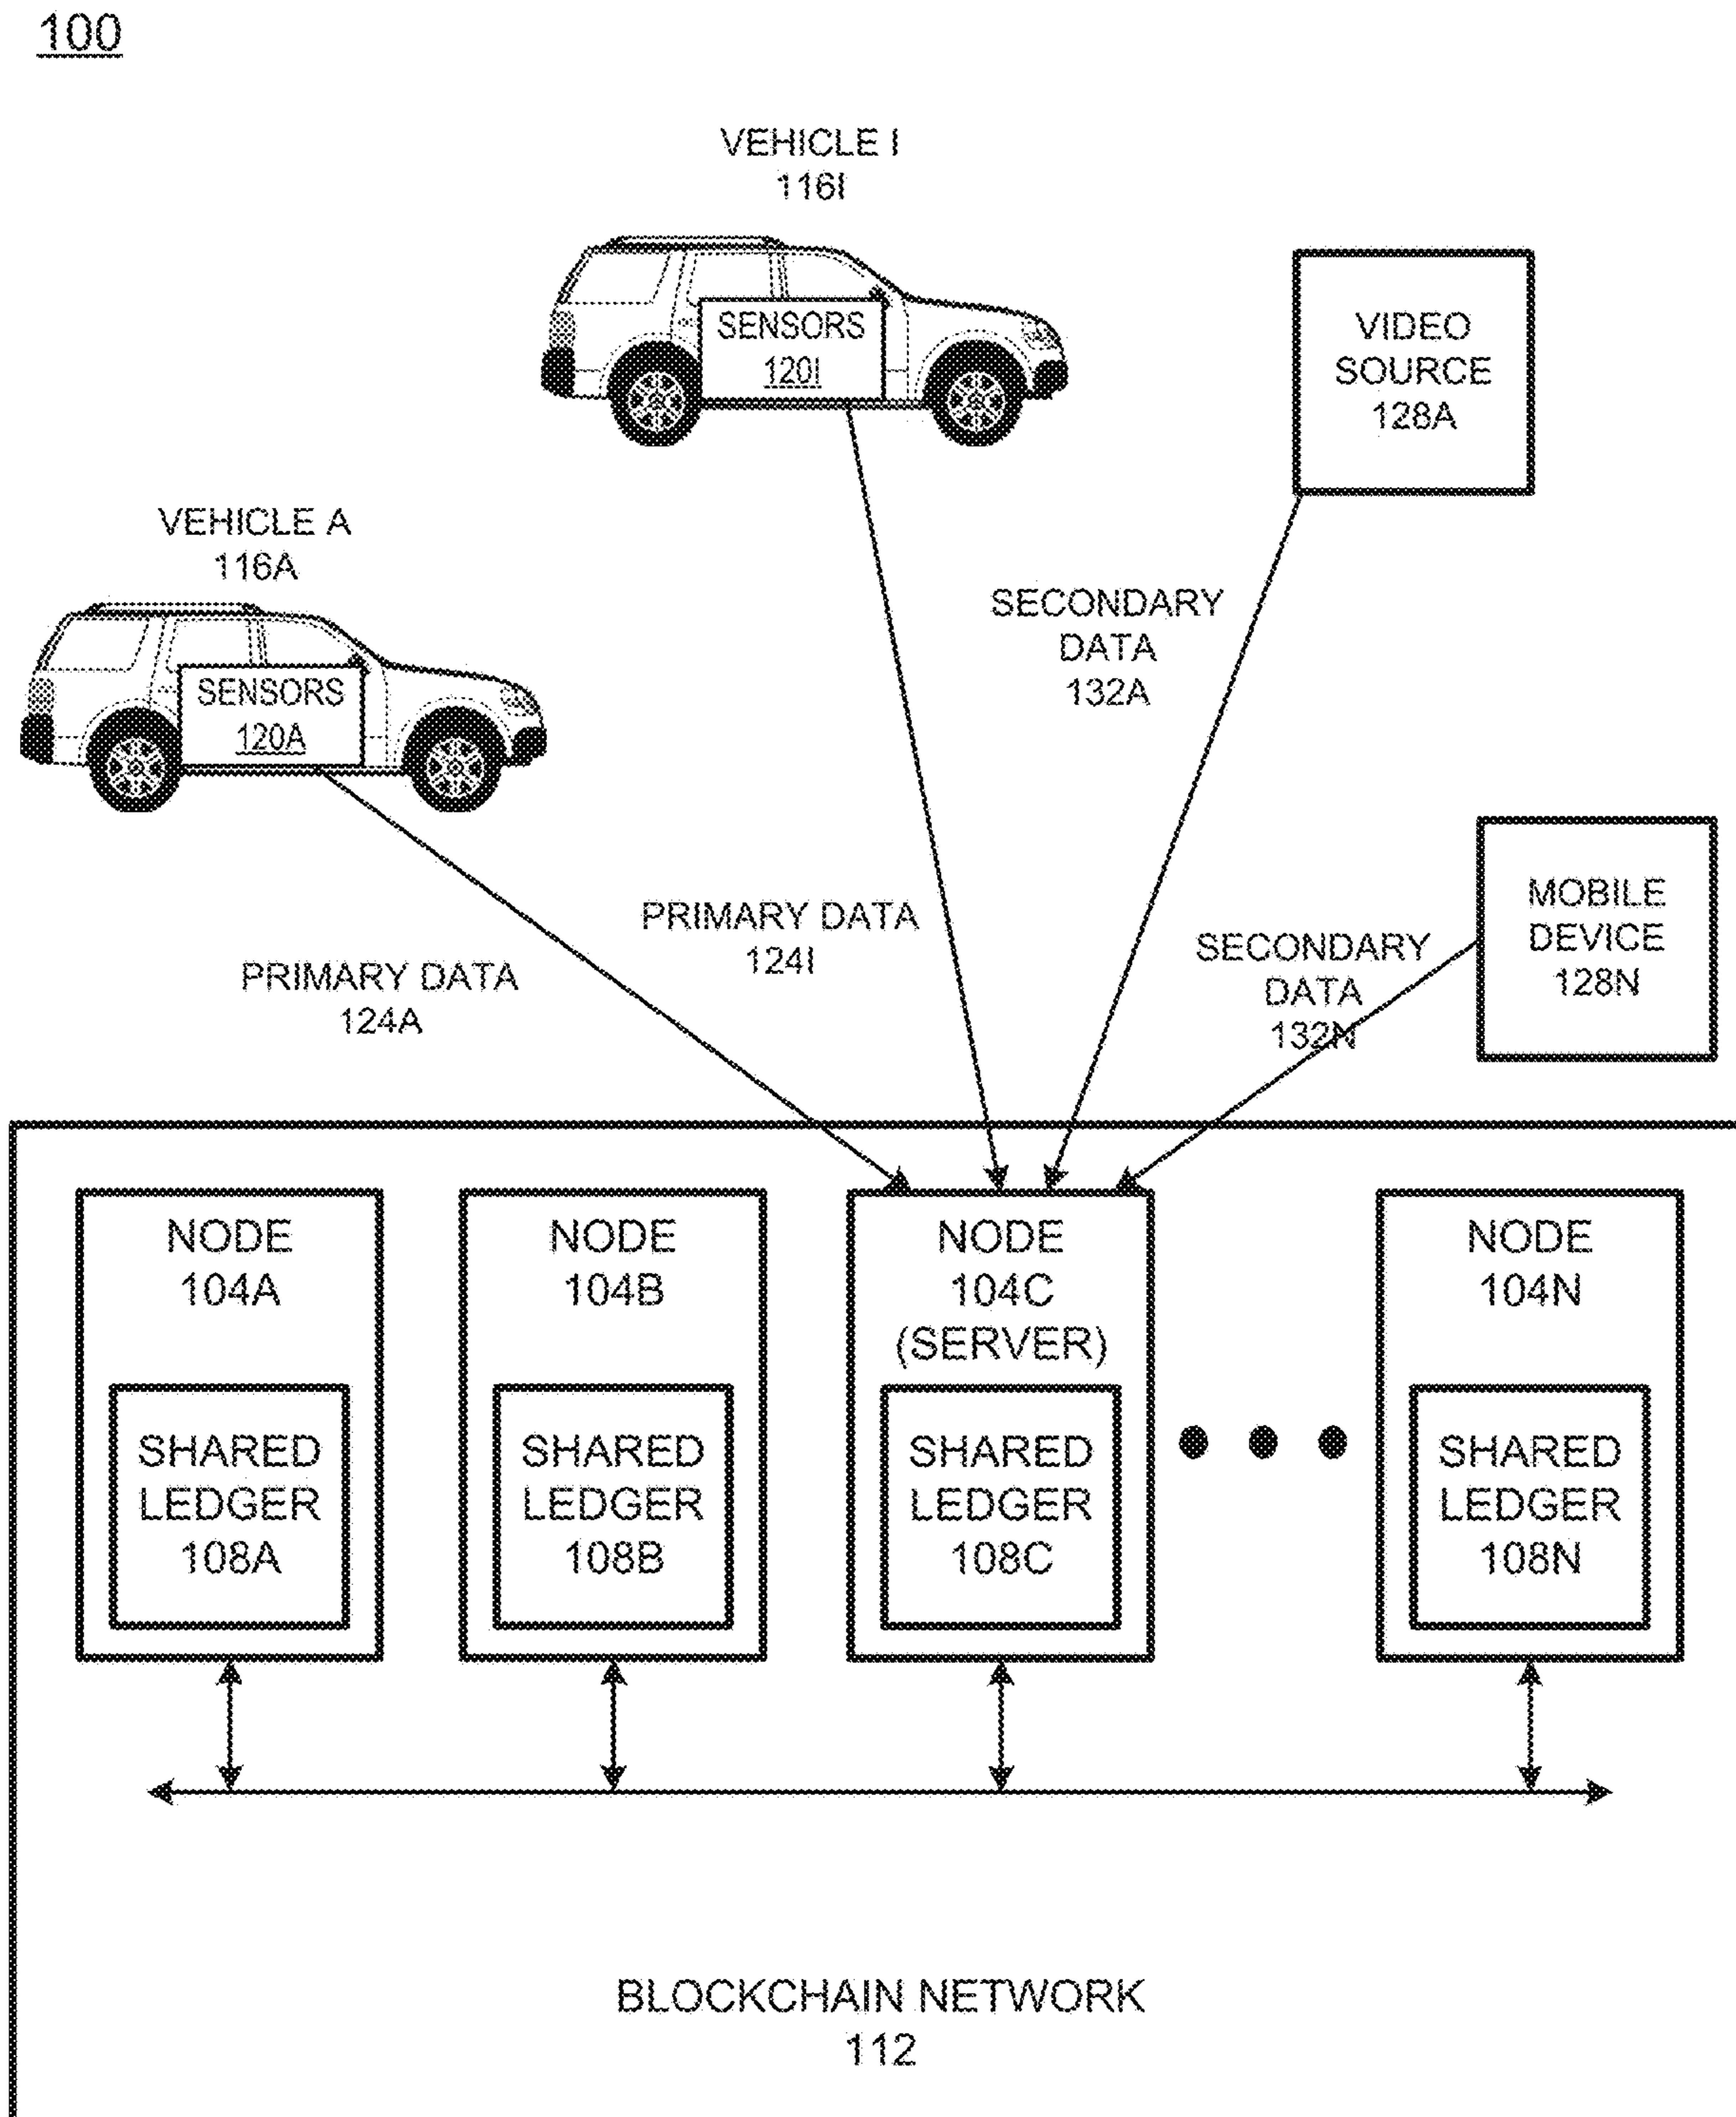 100
VEHICLE I
116I
SENSORS
120I
VIDEO
SOURCE
128A
VEHICLE A
116A
SENSORS
120A
SECONDARY
DATA
132A
MOBILE
DEVICE
128N
PRIMARY DATA
124I
SECONDARY
DATA
132N
PRIMARY DATA
124A
NODE
104A
SHARED
LEDGER
108A
NODE
104B
SHARED
LEDGER
108B
NODE
104C
(SERVER)
SHARED
LEDGER
108C
NODE
104N
SHARED
LEDGER
108N
BLOCKCHAIN NETWORK
112